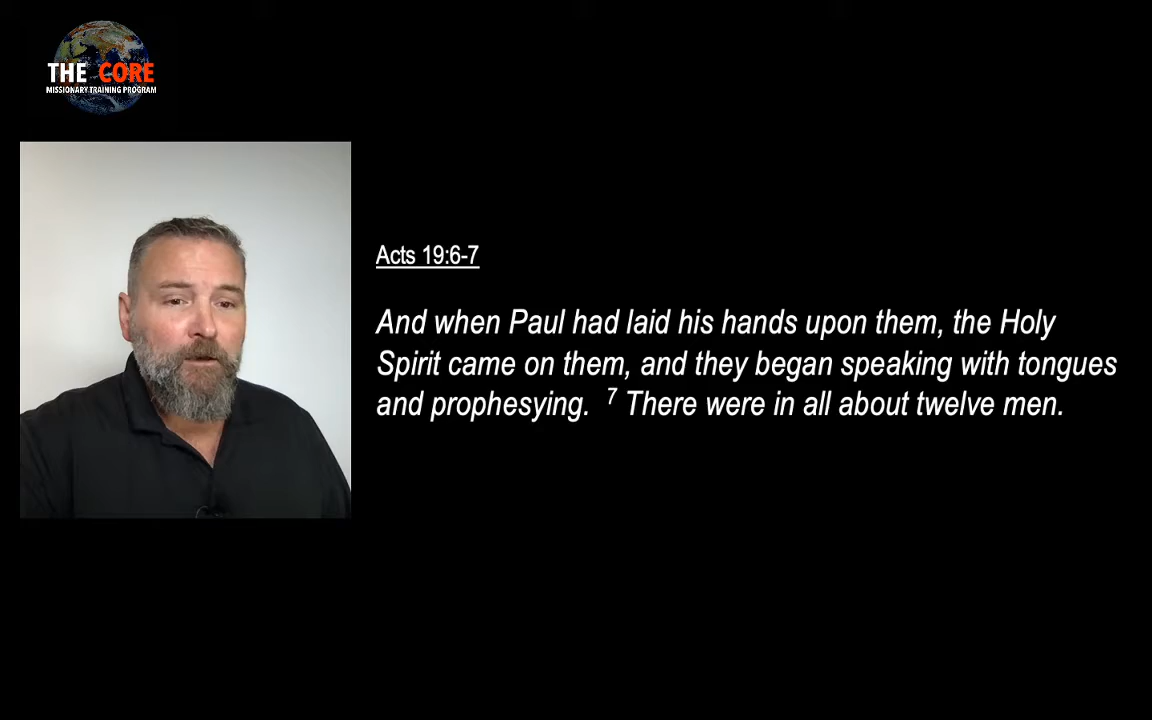 THE CORE
MISSIONARY TRAINING PROGRAM
Acts 19:6-7
And when Paul had laid his hands upon them, the Holy
Spirit came on them, and they began speaking with tongues
and prophesying. 7 There were in all about twelve men.